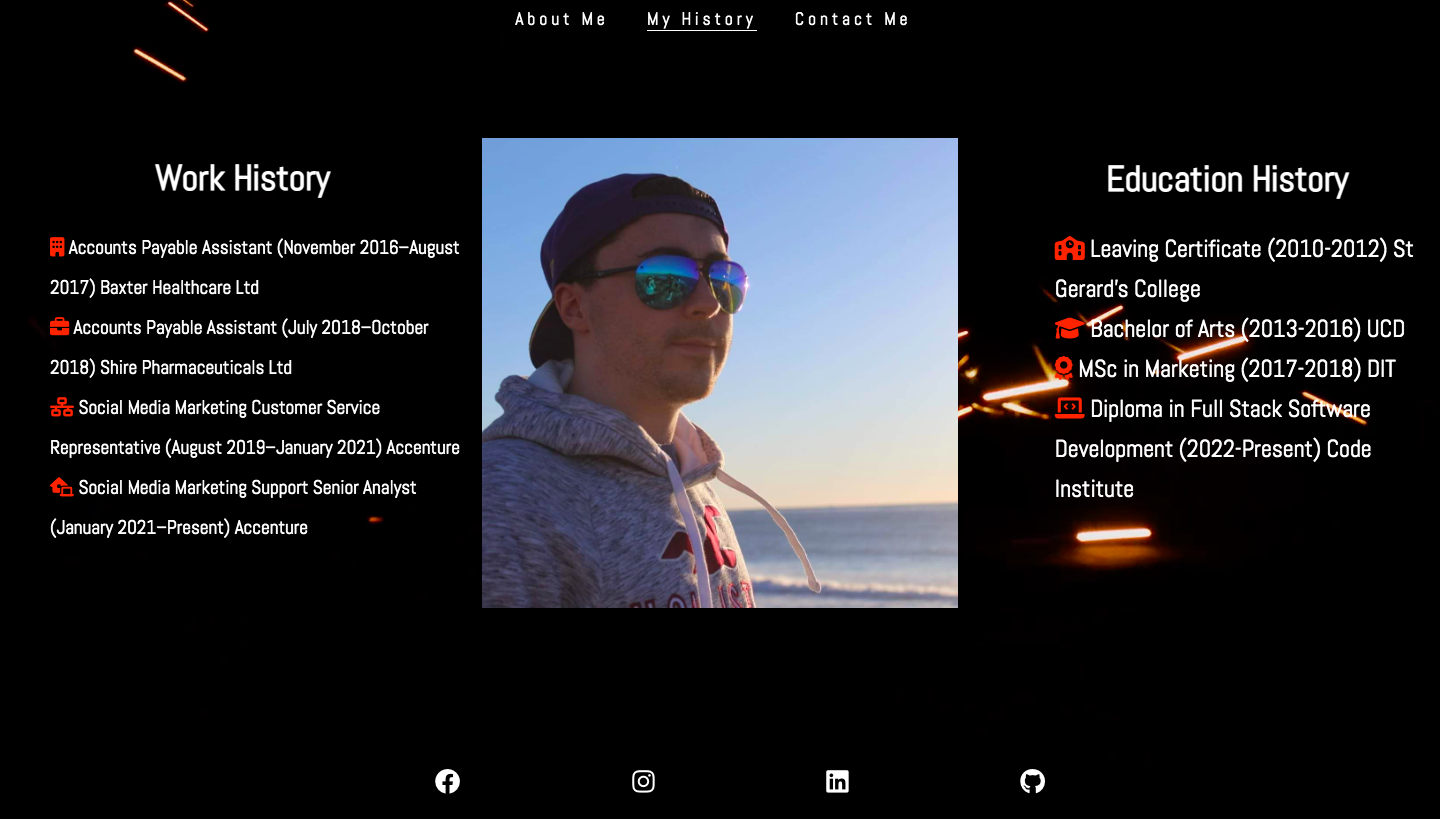 About Me
My History
Contact Me
Work History
Accounts Payable Assistant (November 2016–August
2017) Baxter Healthcare Ltd
Accounts Payable Assistant (July 2018–October
2018) Shire Pharmaceuticals Ltd
Social Media Marketing Customer Service
Representative (August 2019–January 2021) Accenture
Social Media Marketing Support Senior Analyst
(January 2021–Present) Accenture
Education History
Leaving Certificate (2010-2012) St
Gerard's College
Bachelor of Arts (2013-2016) UCD
MSc in Marketing (2017-2018) DIT
Diploma in Full Stack Software
Development (2022-Present) Code
Institute